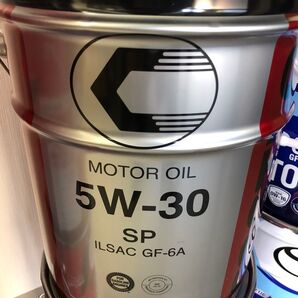 MOTOR OIL
5W-30
SP
ILSAC GF-6A